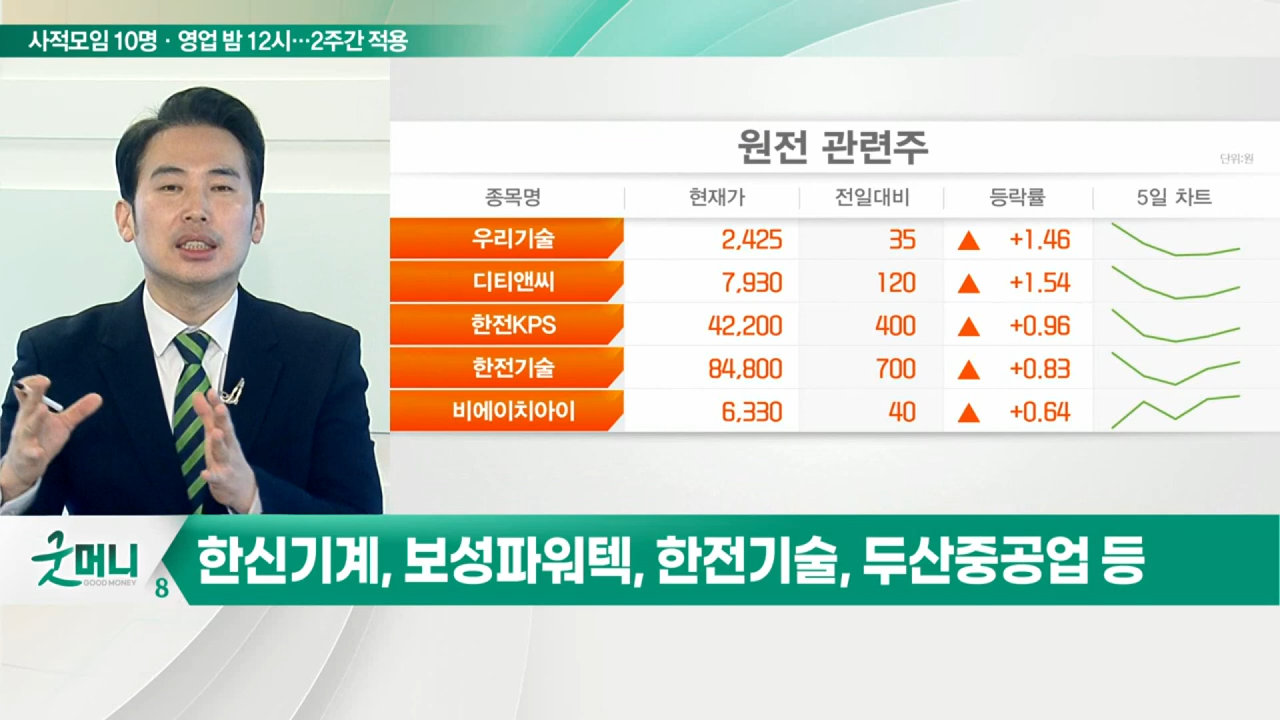 사적모임 10명 · 영업 밤 12시…2주간 적용
원전 관련주
단위:원
종목명 현재가 전일대비 등락률 5일 차트
우리기술 2,425 35 ▲ +1.46
디티앤씨 7,930 120 ▲ +1.54
한전KPS 42,200 400 ▲ +0.96
한전기술 84,800 700 ▲ +0.83
비에이치아이 6,330 40 ▲ +0.64
굿머니
GOOD MONEY
8
한신기계, 보성파워텍, 한전기술, 두산중공업 등